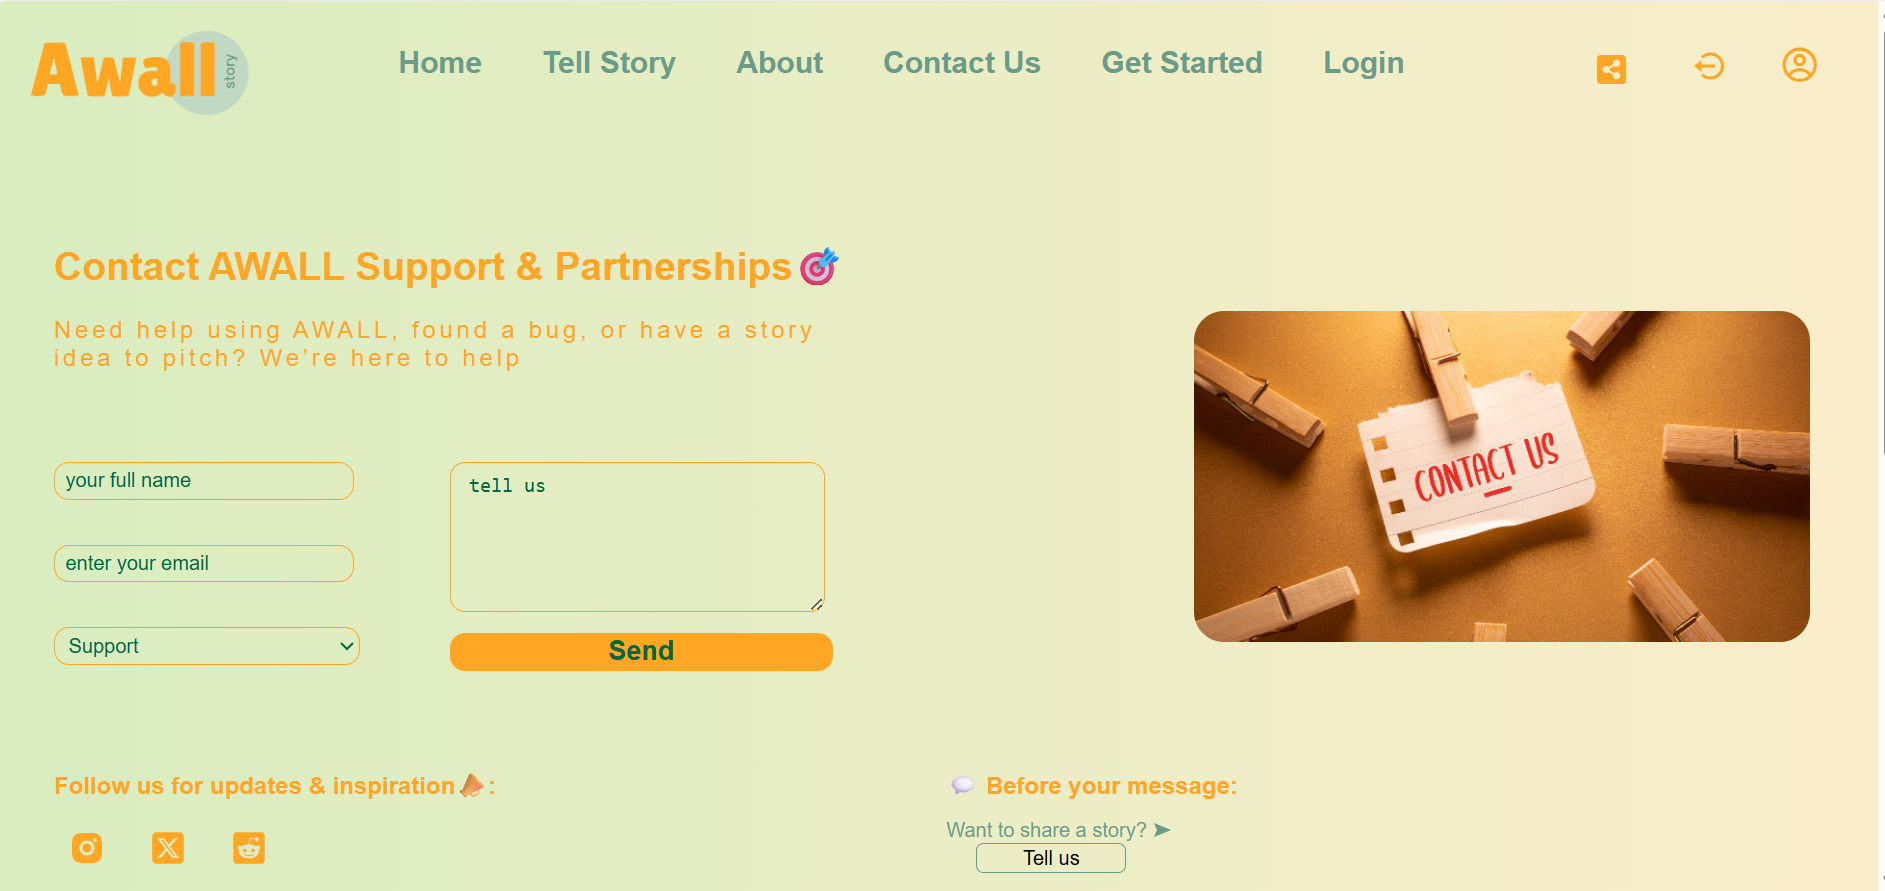 Awall
story
Home
Tell Story
About
Contact Us
Get Started
Login
Contact AWALL Support & Partnerships🎯
Need help using AWALL, found a bug, or have a story
idea to pitch? We’re here to help
your full name
enter your email
Support
tell us
Send
CONTACT US
Follow us for updates & inspiration📣:
💬 Before your message:
Want to share a story? ➤
Tell us